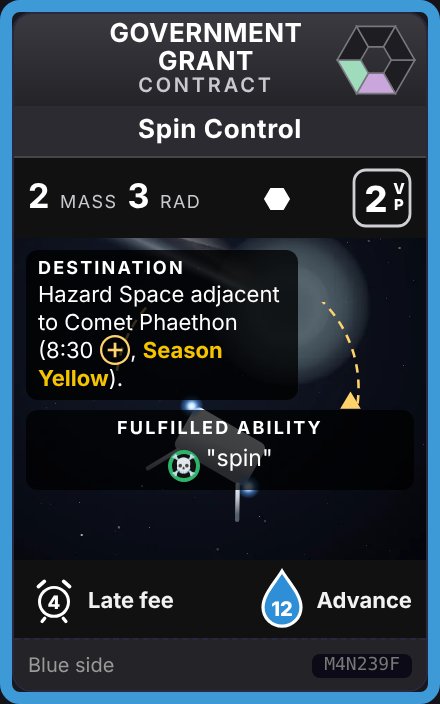 GOVERNMENT
GRANT
CONTRACT
Spin Control
2 MASS 3 RAD
2 VP
DESTINATION
Hazard Space adjacent
to Comet Phaethon
(8:30 , Season
Yellow).
FULFILLED ABILITY
"spin"
4 Late fee
12 Advance
Blue side
M4N239F